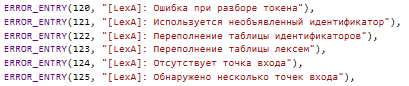 ERROR_ENTRY(120, "[LexA]: Ошибка при разборе токена"),
ERROR_ENTRY(121, "[LexA]: Используется необъявленный идентификатор"),
ERROR_ENTRY(122, "[LexA]: Переполнение таблицы идентификаторов"),
ERROR_ENTRY(123, "[LexA]: Переполнение таблицы лексем"),
ERROR_ENTRY(124, "[LexA]: Отсутствует точка входа"),
ERROR_ENTRY(125, "[LexA]: Обнаружено несколько точек входа"),